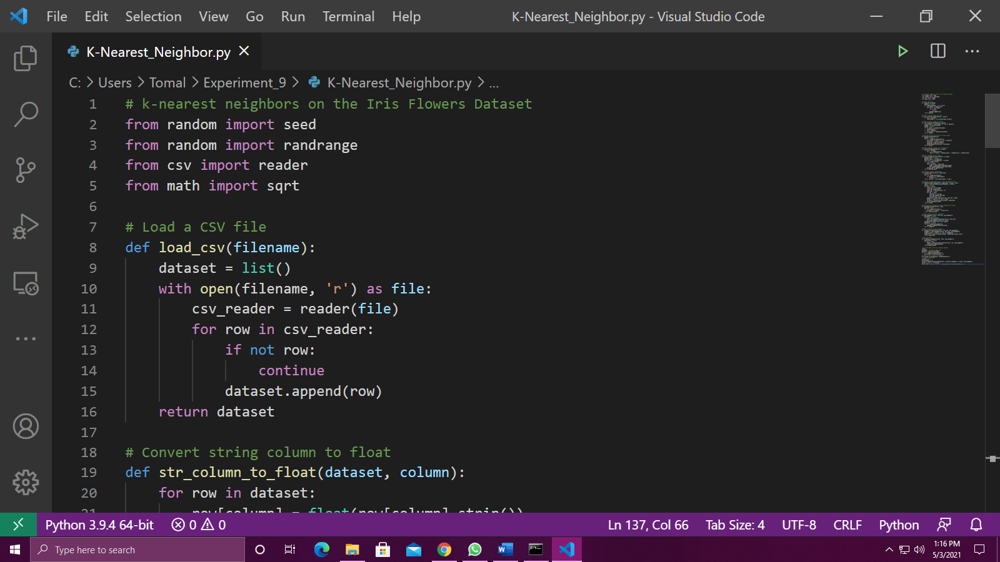 File Edit Selection View Go Run Terminal Help K-Nearest_Neighbor.py - Visual Studio Code
K-Nearest_Neighbor.py
C: > Users > Tomal > Experiment_9 > K-Nearest_Neighbor.py > ...
1 # k-nearest neighbors on the Iris Flowers Dataset
2 from random import seed
3 from random import randrange
4 from csv import reader
5 from math import sqrt
6
7 # Load a CSV file
8 def load_csv(filename):
9 dataset = list()
10 with open(filename, 'r') as file:
11 csv_reader = reader(file)
12 for row in csv_reader:
13 if not row:
14 continue
15 dataset.append(row)
16 return dataset
17
18 # Convert string column to float
19 def str_column_to_float(dataset, column):
20 for row in dataset:
21 row[column] = float(row[column].strip())
Python 3.9.4 64-bit 0 0 Ln 137, Col 66 Tab Size: 4 UTF-8 CRLF Python
Type here to search
1:16 PM
5/3/2021